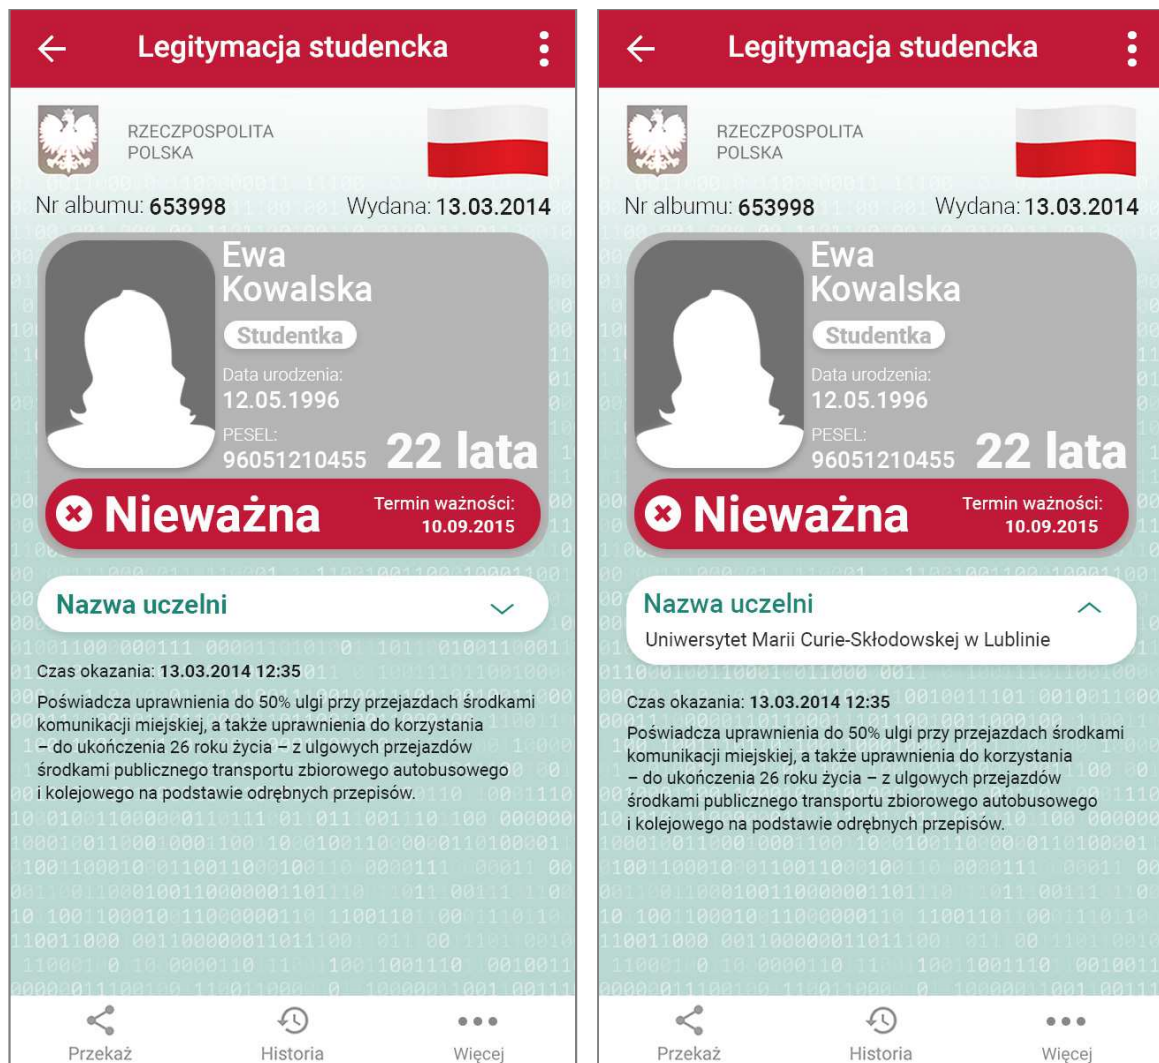 Legitymacja studencka
RZECZPOSPOLITA
POLSKA
Nr albumu: 653998 Wydana: 13.03.2014
Ewa
Kowalska
Studentka
Data urodzenia:
12.05.1996
PESEL:
96051210455 22 lata
Nieważna Termin ważności:
10.09.2015
Nazwa uczelni
Czas okazania: 13.03.2014 12:35
Poświadcza uprawnienia do 50% ulgi przy przejazdach środkami
komunikacji miejskiej, a także uprawnienia do korzystania
– do ukończenia 26 roku życia – z ulgowych przejazdów
środkami publicznego transportu zbiorowego autobusowego
i kolejowego na podstawie odrębnych przepisów.
Przekaż Historia Więcej
Legitymacja studencka
RZECZPOSPOLITA
POLSKA
Nr albumu: 653998 Wydana: 13.03.2014
Ewa
Kowalska
Studentka
Data urodzenia:
12.05.1996
PESEL:
96051210455 22 lata
Nieważna Termin ważności:
10.09.2015
Nazwa uczelni
Uniwersytet Marii Curie-Skłodowskej w Lublinie
Czas okazania: 13.03.2014 12:35
Poświadcza uprawnienia do 50% ulgi przy przejazdach środkami
komunikacji miejskiej, a także uprawnienia do korzystania
– do ukończenia 26 roku życia – z ulgowych przejazdów
środkami publicznego transportu zbiorowego autobusowego
i kolejowego na podstawie odrębnych przepisów.
Przekaż Historia Więcej